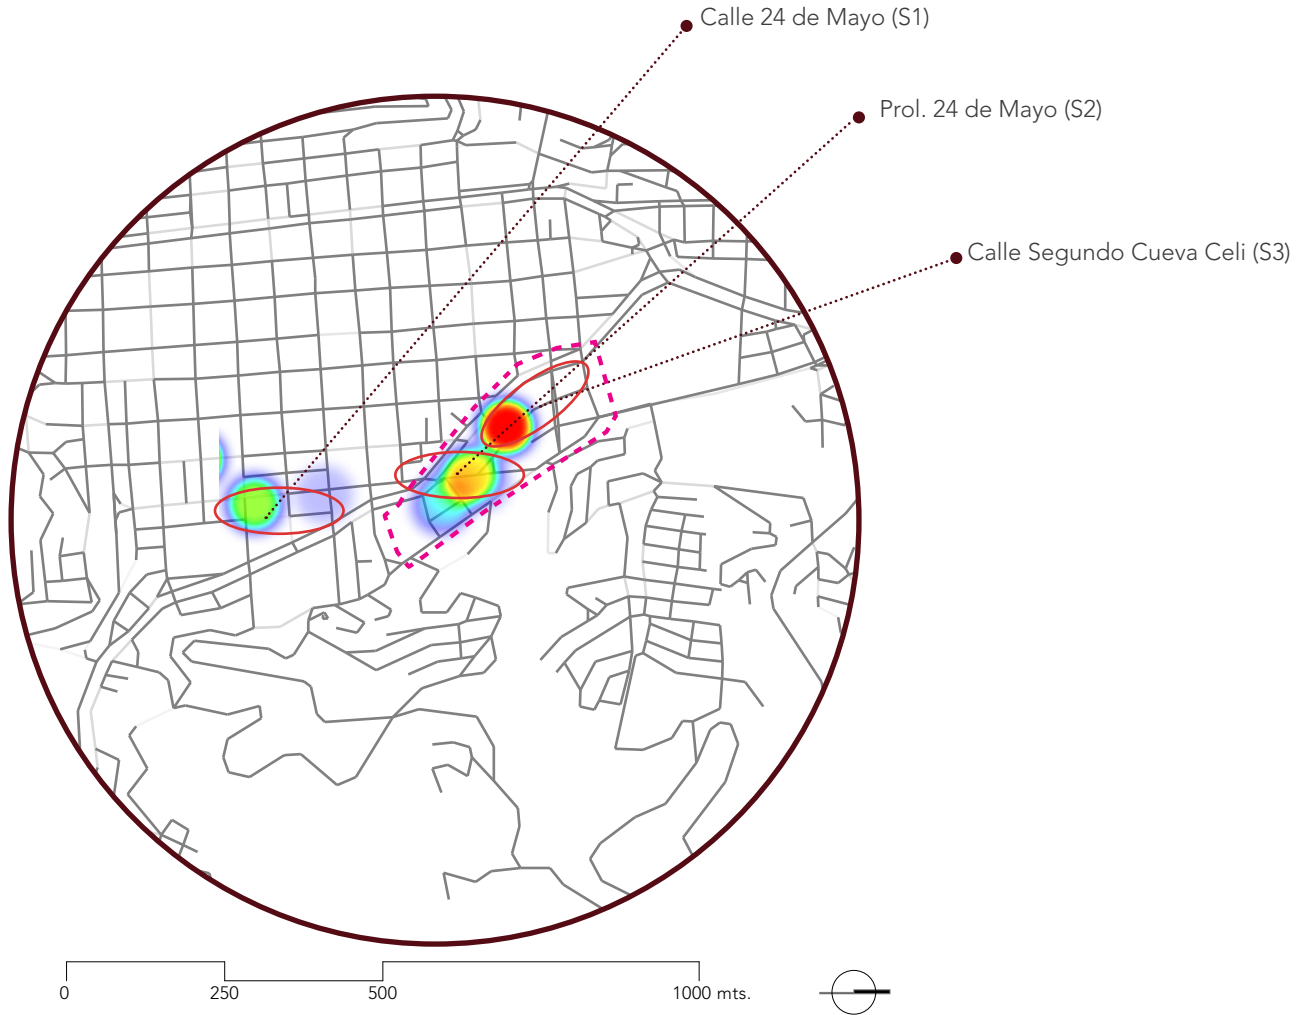 Calle 24 de Mayo (S1)
Prol. 24 de Mayo (S2)
Calle Segundo Cueva Celi (S3)
0 250 500 1000 mts.